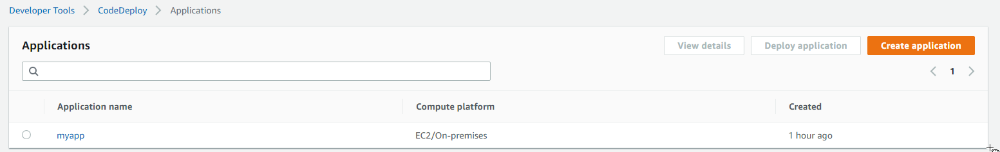 Developer Tools > CodeDeploy > Applications
Applications
View details
Deploy application
Create application
1
Application name
Compute platform
Created
myapp
EC2/On-premises
1 hour ago